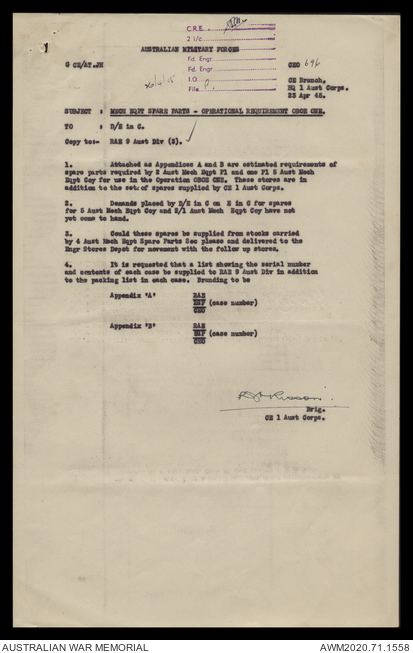 1
C.R.E.
2 I/c
Fd. Engr.
Fd. Engr.
I.O.
File P.
AUSTRALIAN MILITARY FORCES
G CE/AT.JK
CEO 696
CE Branch,
HQ 1 Aust Corps.
23 Apr 45.
SUBJECT : MECH EQPT SPARE PARTS - OPERATIONAL REQUIREMENT OBOE ONE.
TO : D/E in C.
Copy to:- RAE 9 Aust Div (5).
1. Attached as Appendices A and B are estimated requirements of
spare parts required by 2 Aust Mech Eqpt Pl and one Pl 5 Aust Mech
Eqpt Coy for use in the Operation OBOE ONE. These stores are in
addition to the set of spares supplied by CE 1 Aust Corps.
2. Demands placed by D/E in C on E in C for spares
for 5 Aust Mech Eqpt Coy and 2/1 Aust Mech Eqpt Coy have not
yet come to hand.
3. Could these spares be supplied from stocks carried
by 4 Aust Mech Eqpt Spare Parts Sec please and delivered to the
Engr Stores Depot for movement with the follow up stores.
4. It is requested that a list showing the serial number
and contents of each case be supplied to RAE 9 Aust Div in addition
to the packing list in each case. Branding to be
Appendix 'A' RAE
(case number)
Appendix 'B' RAE
(case number)
Brig.
CE 1 Aust Corps.
AUSTRALIAN WAR MEMORIAL
AWM2020.71.1558